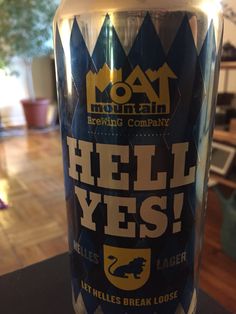 MOAT
mountain
BREWING COMPANY
HELL
YES!
HELLES LAGER
LET HELLES BREAK LOOSE